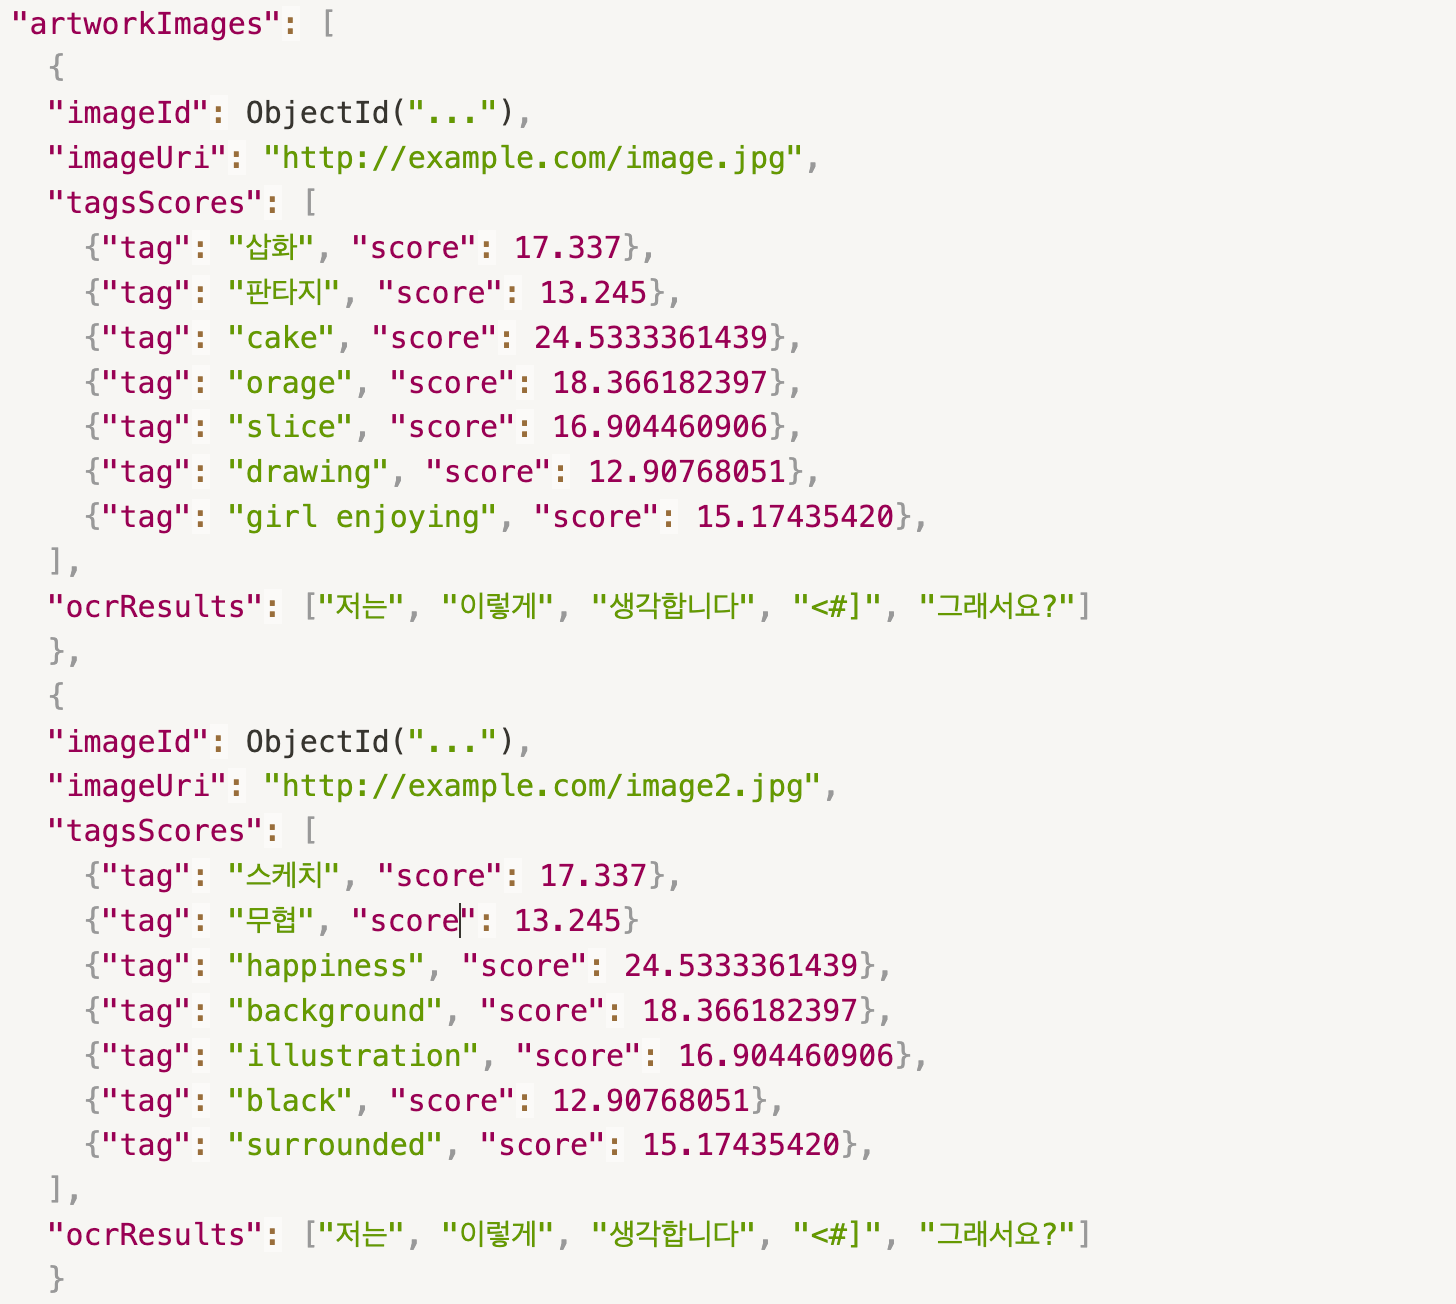 "artworkImages": [
{
"imageId": ObjectId("..."),
"imageUri": "http://example.com/image.jpg",
"tagsScores": [
{"tag": "삽화", "score": 17.337},
{"tag": "판타지", "score": 13.245},
{"tag": "cake", "score": 24.5333361439},
{"tag": "orage", "score": 18.366182397},
{"tag": "slice", "score": 16.904460906},
{"tag": "drawing", "score": 12.90768051},
{"tag": "girl enjoying", "score": 15.17435420},
],
"ocrResults": ["저는", "이렇게", "생각합니다", "<#]", "그래서요?"]
},
{
"imageId": ObjectId("..."),
"imageUri": "http://example.com/image2.jpg",
"tagsScores": [
{"tag": "스케치", "score": 17.337},
{"tag": "무협", "score": 13.245}
{"tag": "happiness", "score": 24.5333361439},
{"tag": "background", "score": 18.366182397},
{"tag": "illustration", "score": 16.904460906},
{"tag": "black", "score": 12.90768051},
{"tag": "surrounded", "score": 15.17435420},
],
"ocrResults": ["저는", "이렇게", "생각합니다", "<#]", "그래서요?"]
}